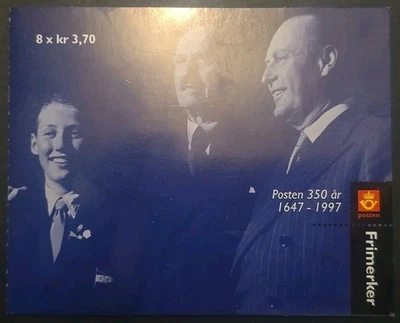 8 x kr 3,70
Posten 350 år
1647 - 1997
posten
Frimerker